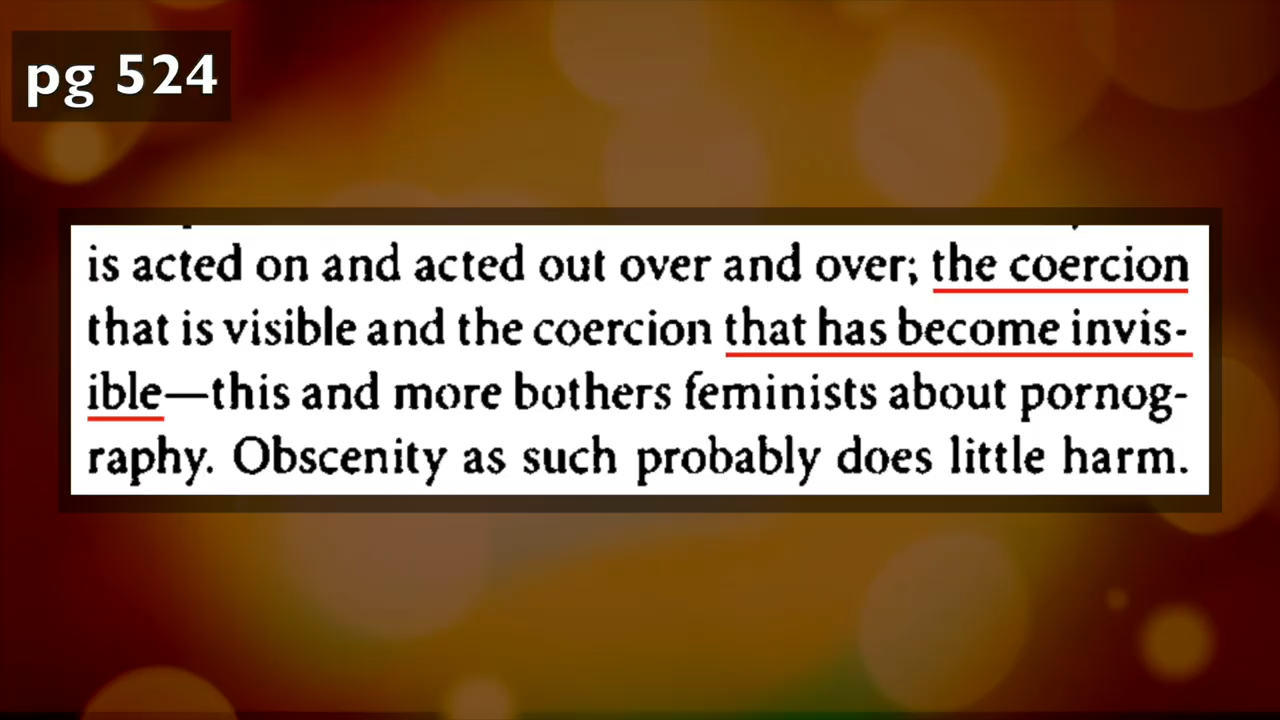 pg 524
is acted on and acted out over and over; the coercion
that is visible and the coercion that has become invis-
ible—this and more bothers feminists about pornog-
raphy. Obscenity as such probably does little harm.